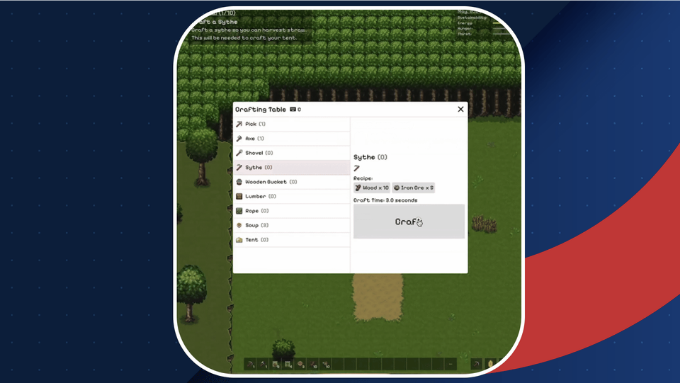 Craft a Sythe
Craft a sythe so you can harvest straw.
This will be needed to craft your tent.
Crafting Table 0
Pick (1)
Axe (1)
Shovel (0)
Sythe (0)
Wooden Bucket (0)
Lumber (0)
Rope (0)
Soup (3)
Tent (0)
Sythe (0)
Recipe:
Wood x 10 Iron Ore x 5
Craft Time: 3.0 seconds
Craft